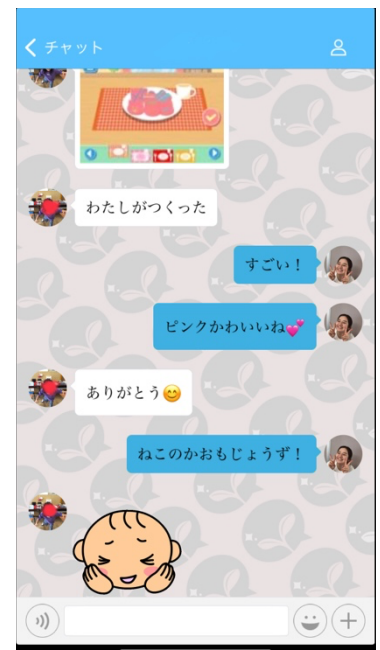 チャット
わたしがつくった
すごい！
ピンクかわいいね💕
ありがとう😊
ねこのかおもじょうず！